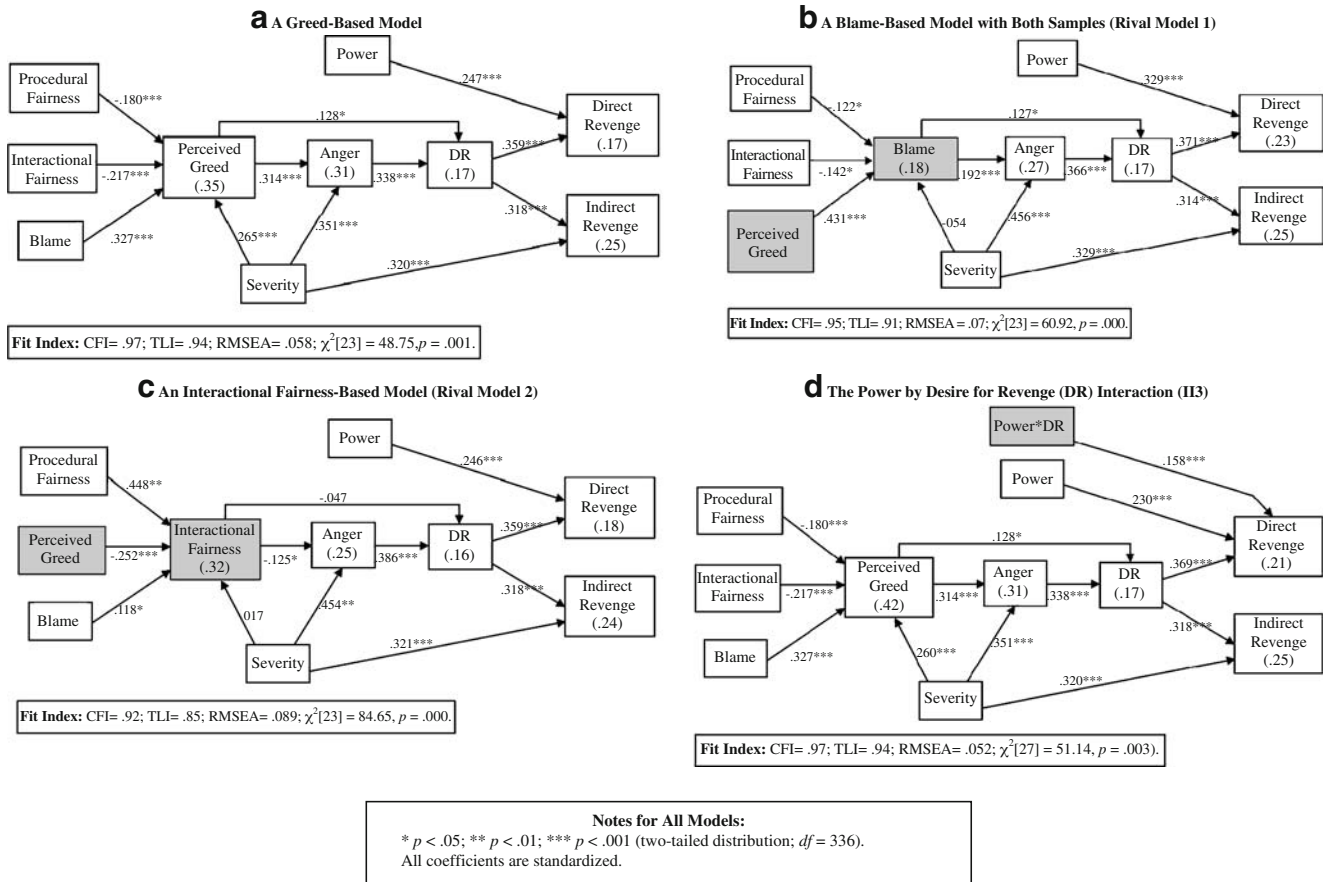 a A Greed-Based Model
Power
Procedural
Fairness
.247***
-.180***
Direct
Revenge
(.17)
.128*
Interactional
Fairness
-.217***
Perceived
Greed
(.35)
.314***
Anger
(.31)
.338***
DR
(.17)
.359***
.318***
Blame
.327***
.265***
.351***
Indirect
Revenge
(.25)
.320***
Severity
Fit Index: CFI= .97; TLI= .94; RMSEA= .058; χ²[23] = 48.75,p = .001.
b A Blame-Based Model with Both Samples (Rival Model 1)
Power
Procedural
Fairness
.329***
-.122*
Direct
Revenge
(.23)
.127*
Interactional
Fairness
-.142*
Blame
(.18)
.192***
Anger
(.27)
.366***
DR
(.17)
.371***
.314***
Perceived
Greed
.431***
-054
.456***
Indirect
Revenge
(.25)
.329***
Severity
Fit Index: CFI= .95; TLI= .91; RMSEA= .07; χ²[23] = 60.92, p = .000.
c An Interactional Fairness-Based Model (Rival Model 2)
Power
Procedural
Fairness
.246***
.448**
Direct
Revenge
(.18)
-.047
Perceived
Greed
-.252***
Interactional
Fairness
(.32)
-.125*
Anger
(.25)
.386***
DR
(.16)
.359***
.318***
Blame
.118*
017
.454**
Indirect
Revenge
(.24)
.321***
Severity
Fit Index: CFI= .92; TLI= .85; RMSEA= .089; χ²[23] = 84.65, p = .000.
d The Power by Desire for Revenge (DR) Interaction (II3)
Power*DR
.158***
Power
.230***
Procedural
Fairness
-.180***
Direct
Revenge
(.21)
.128*
Interactional
Fairness
-.217***
Perceived
Greed
(.42)
.314***
Anger
(.31)
.338***
DR
(.17)
.369***
.318***
Blame
.327***
.260***
.351***
Indirect
Revenge
(.25)
.320***
Severity
Fit Index: CFI= .97; TLI= .94; RMSEA= .052; χ²[27] = 51.14, p = .003).
Notes for All Models:
* p < .05; ** p < .01; *** p < .001 (two-tailed distribution; df = 336).
All coefficients are standardized.